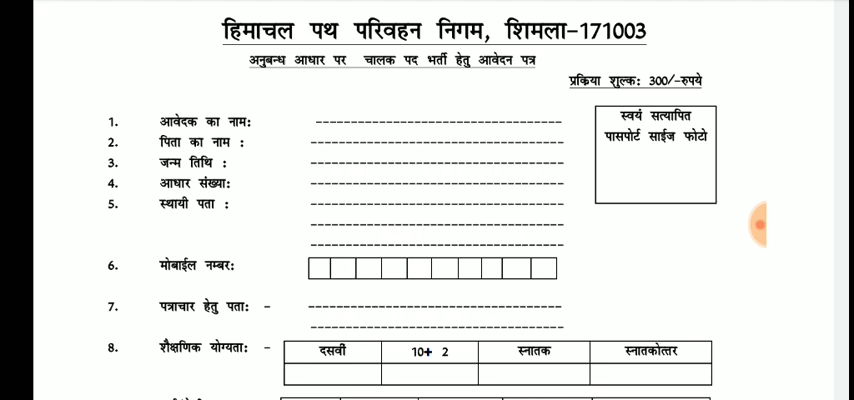 हिमाचल पथ परिवहन निगम, शिमला-171003
अनुबन्ध आधार पर चालक पद भर्ती हेतु आवेदन पत्र
प्रकिया शुल्क: 300/-रुपये
स्वयं सत्यापित
पासपोर्ट साईज फोटो
1. आवेदक का नाम:
2. पिता का नाम :
3. जन्म तिथि :
4. आधार संख्या:
5. स्थायी पता :
6. मोबाईल नम्बर:
7. पत्राचार हेतु पता: -
8. शैक्षणिक योग्यता: -
दसवीं 10+ 2 स्नातक स्नातकोत्तर